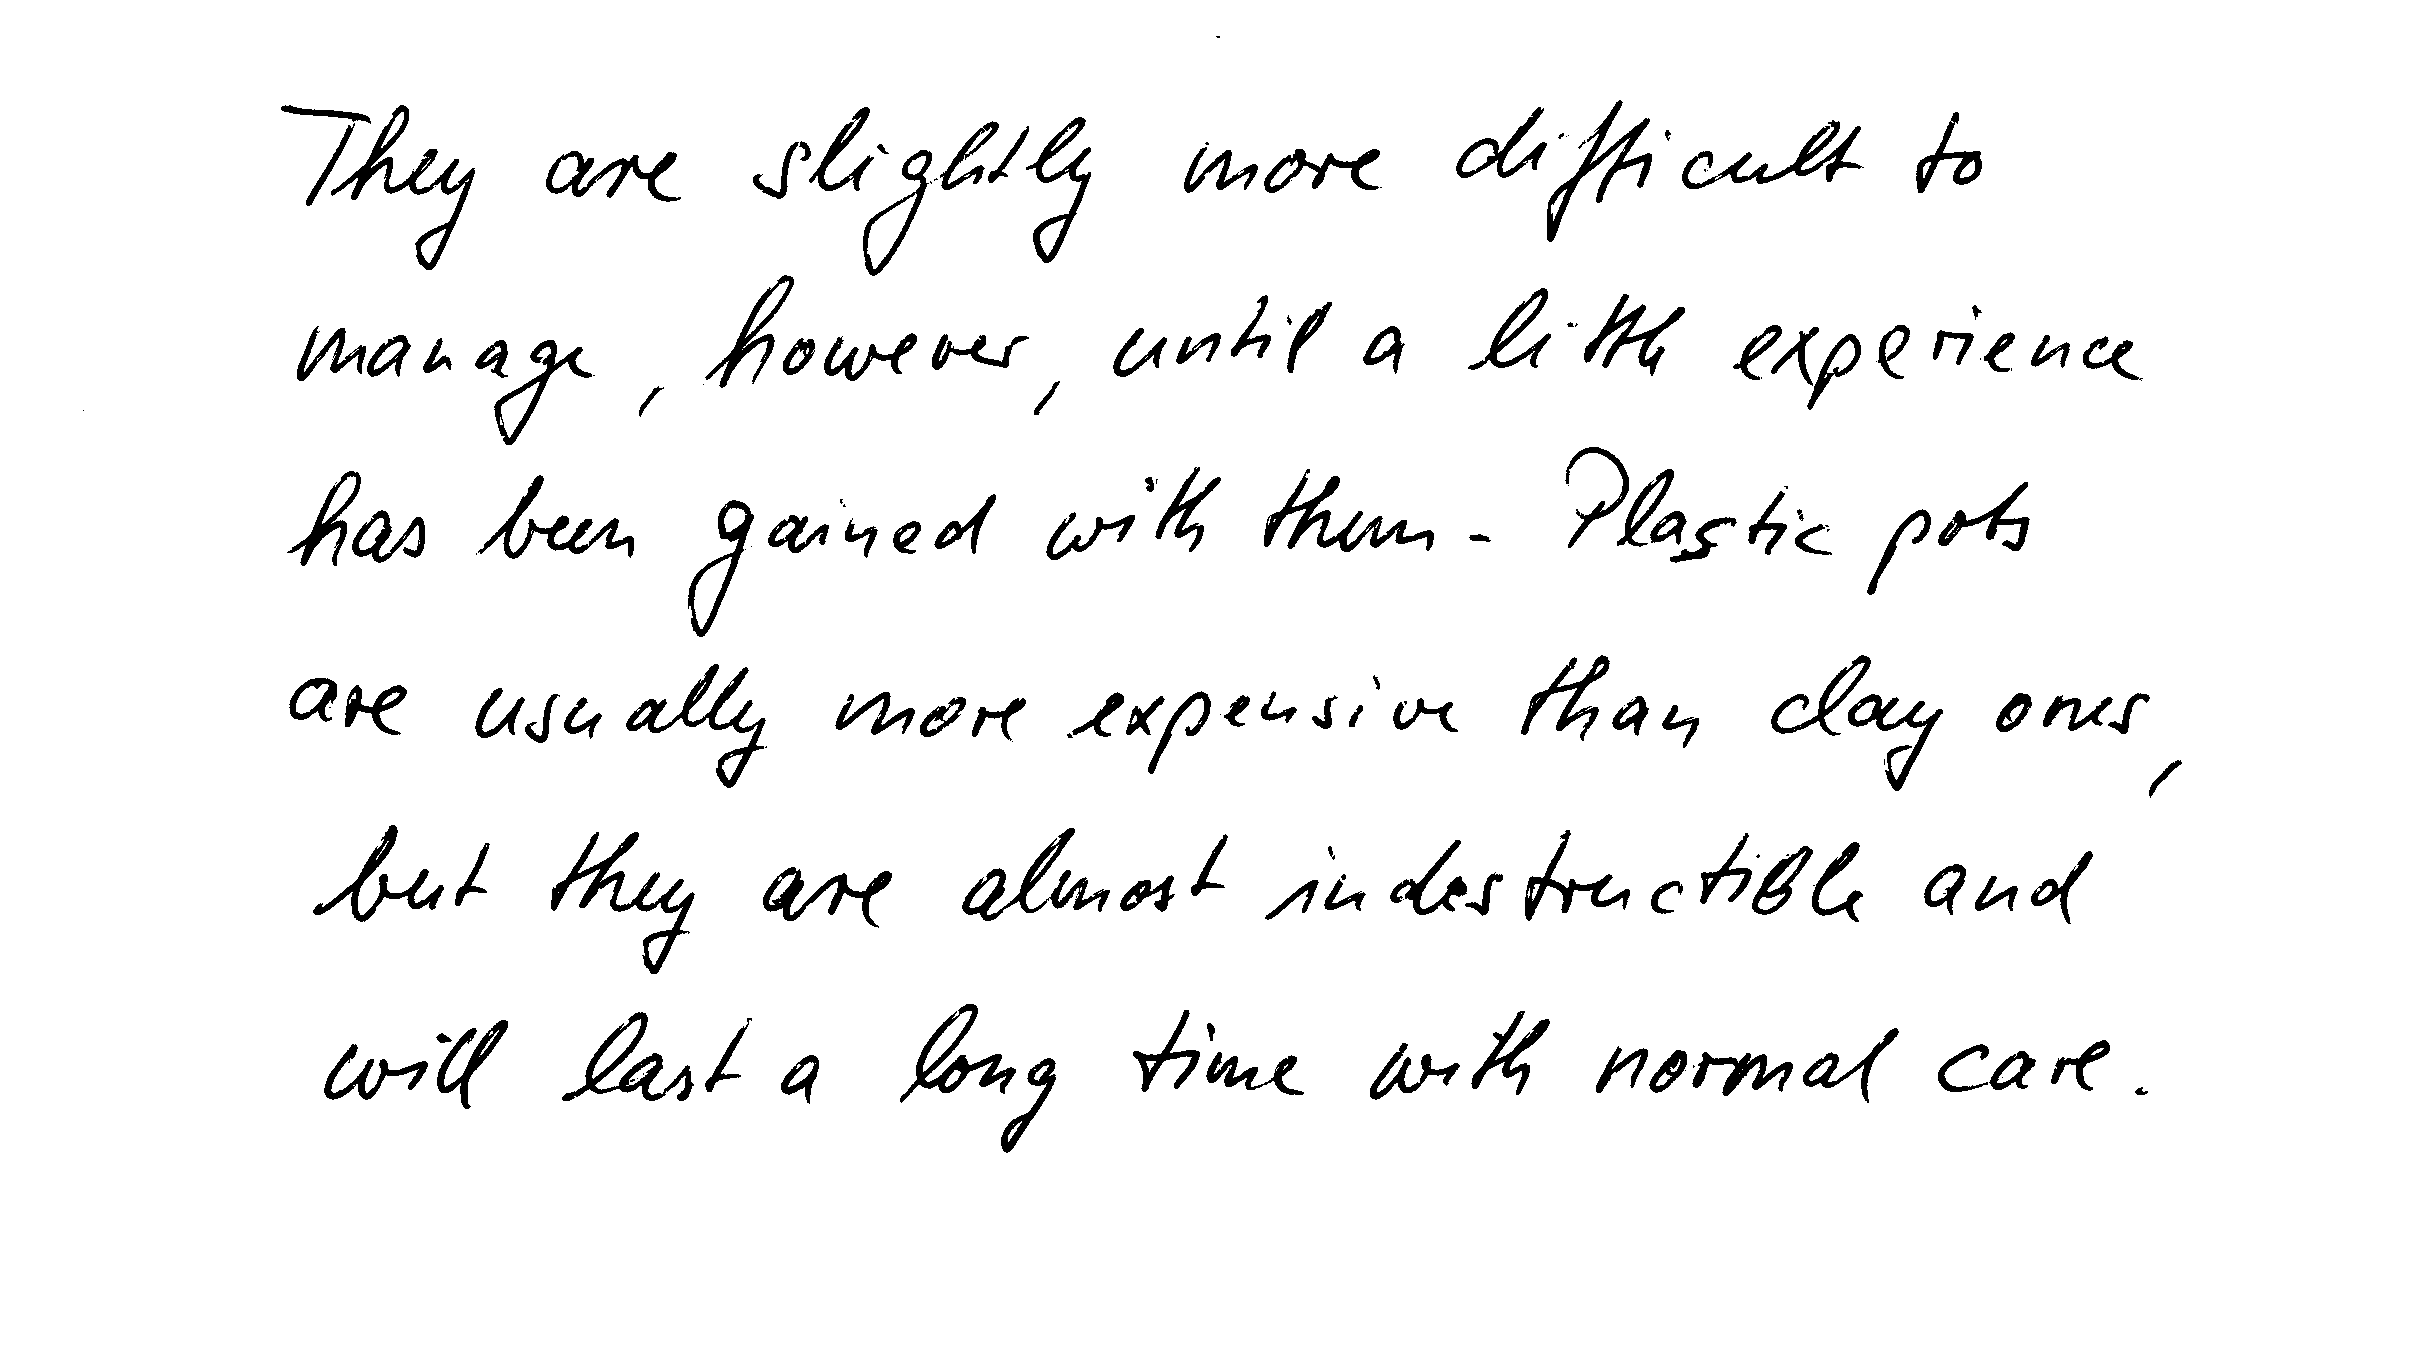 They are slightly more difficult to
manage, however, until a little experience
has been gained with them. Plastic pots
are usually more expensive than clay ones,
but they are almost indestructible and
will last a long time with normal care.